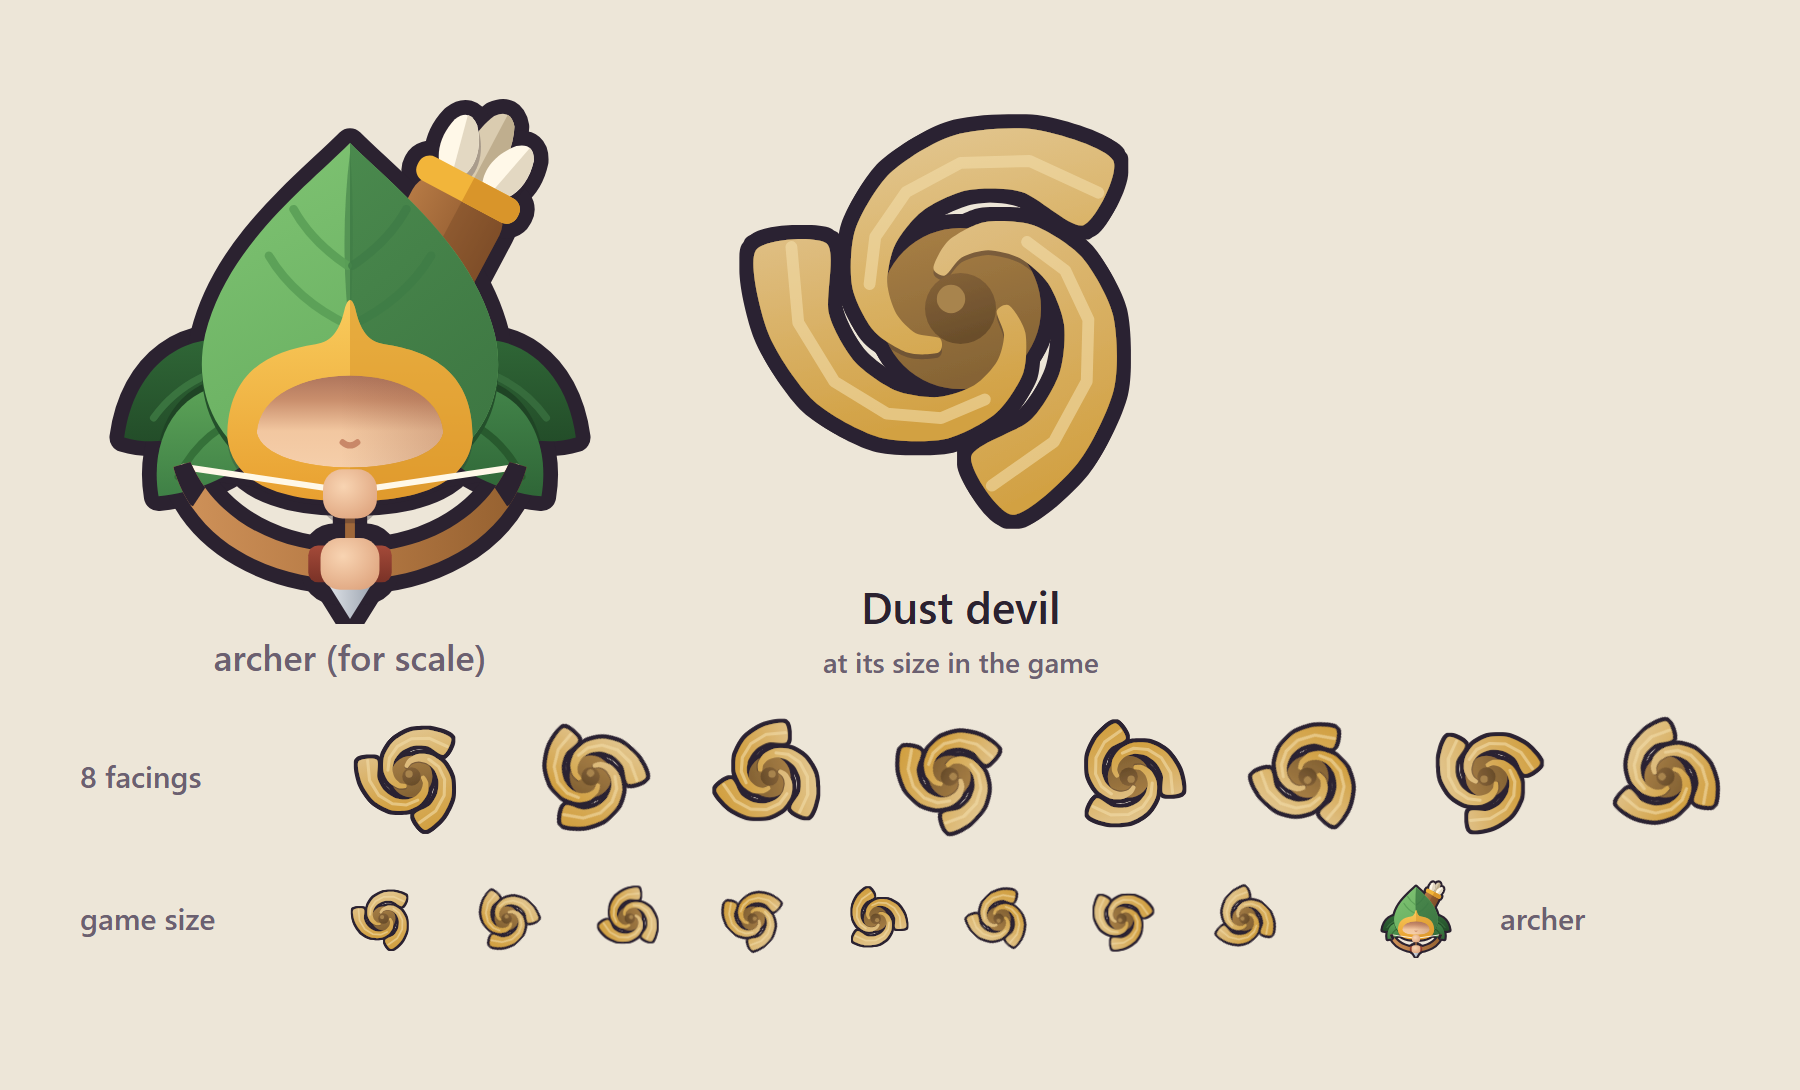 archer (for scale)
Dust devil
at its size in the game
8 facings
game size
archer